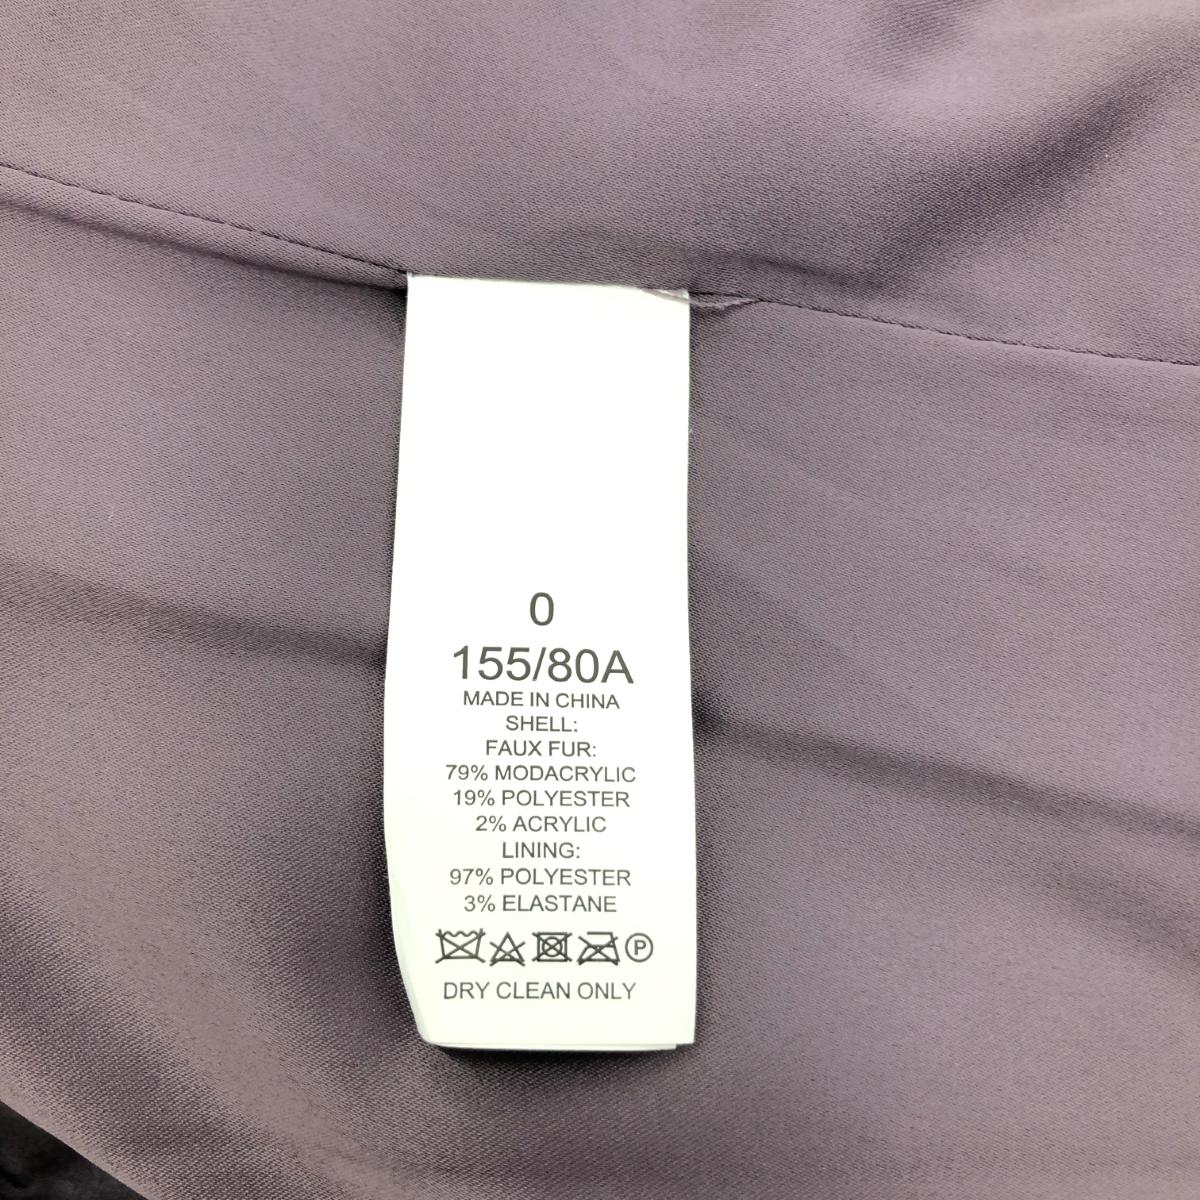 0
155/80A
MADE IN CHINA
SHELL:
FAUX FUR:
79% MODACRYLIC
19% POLYESTER
2% ACRYLIC
LINING:
97% POLYESTER
3% ELASTANE
P
DRY CLEAN ONLY